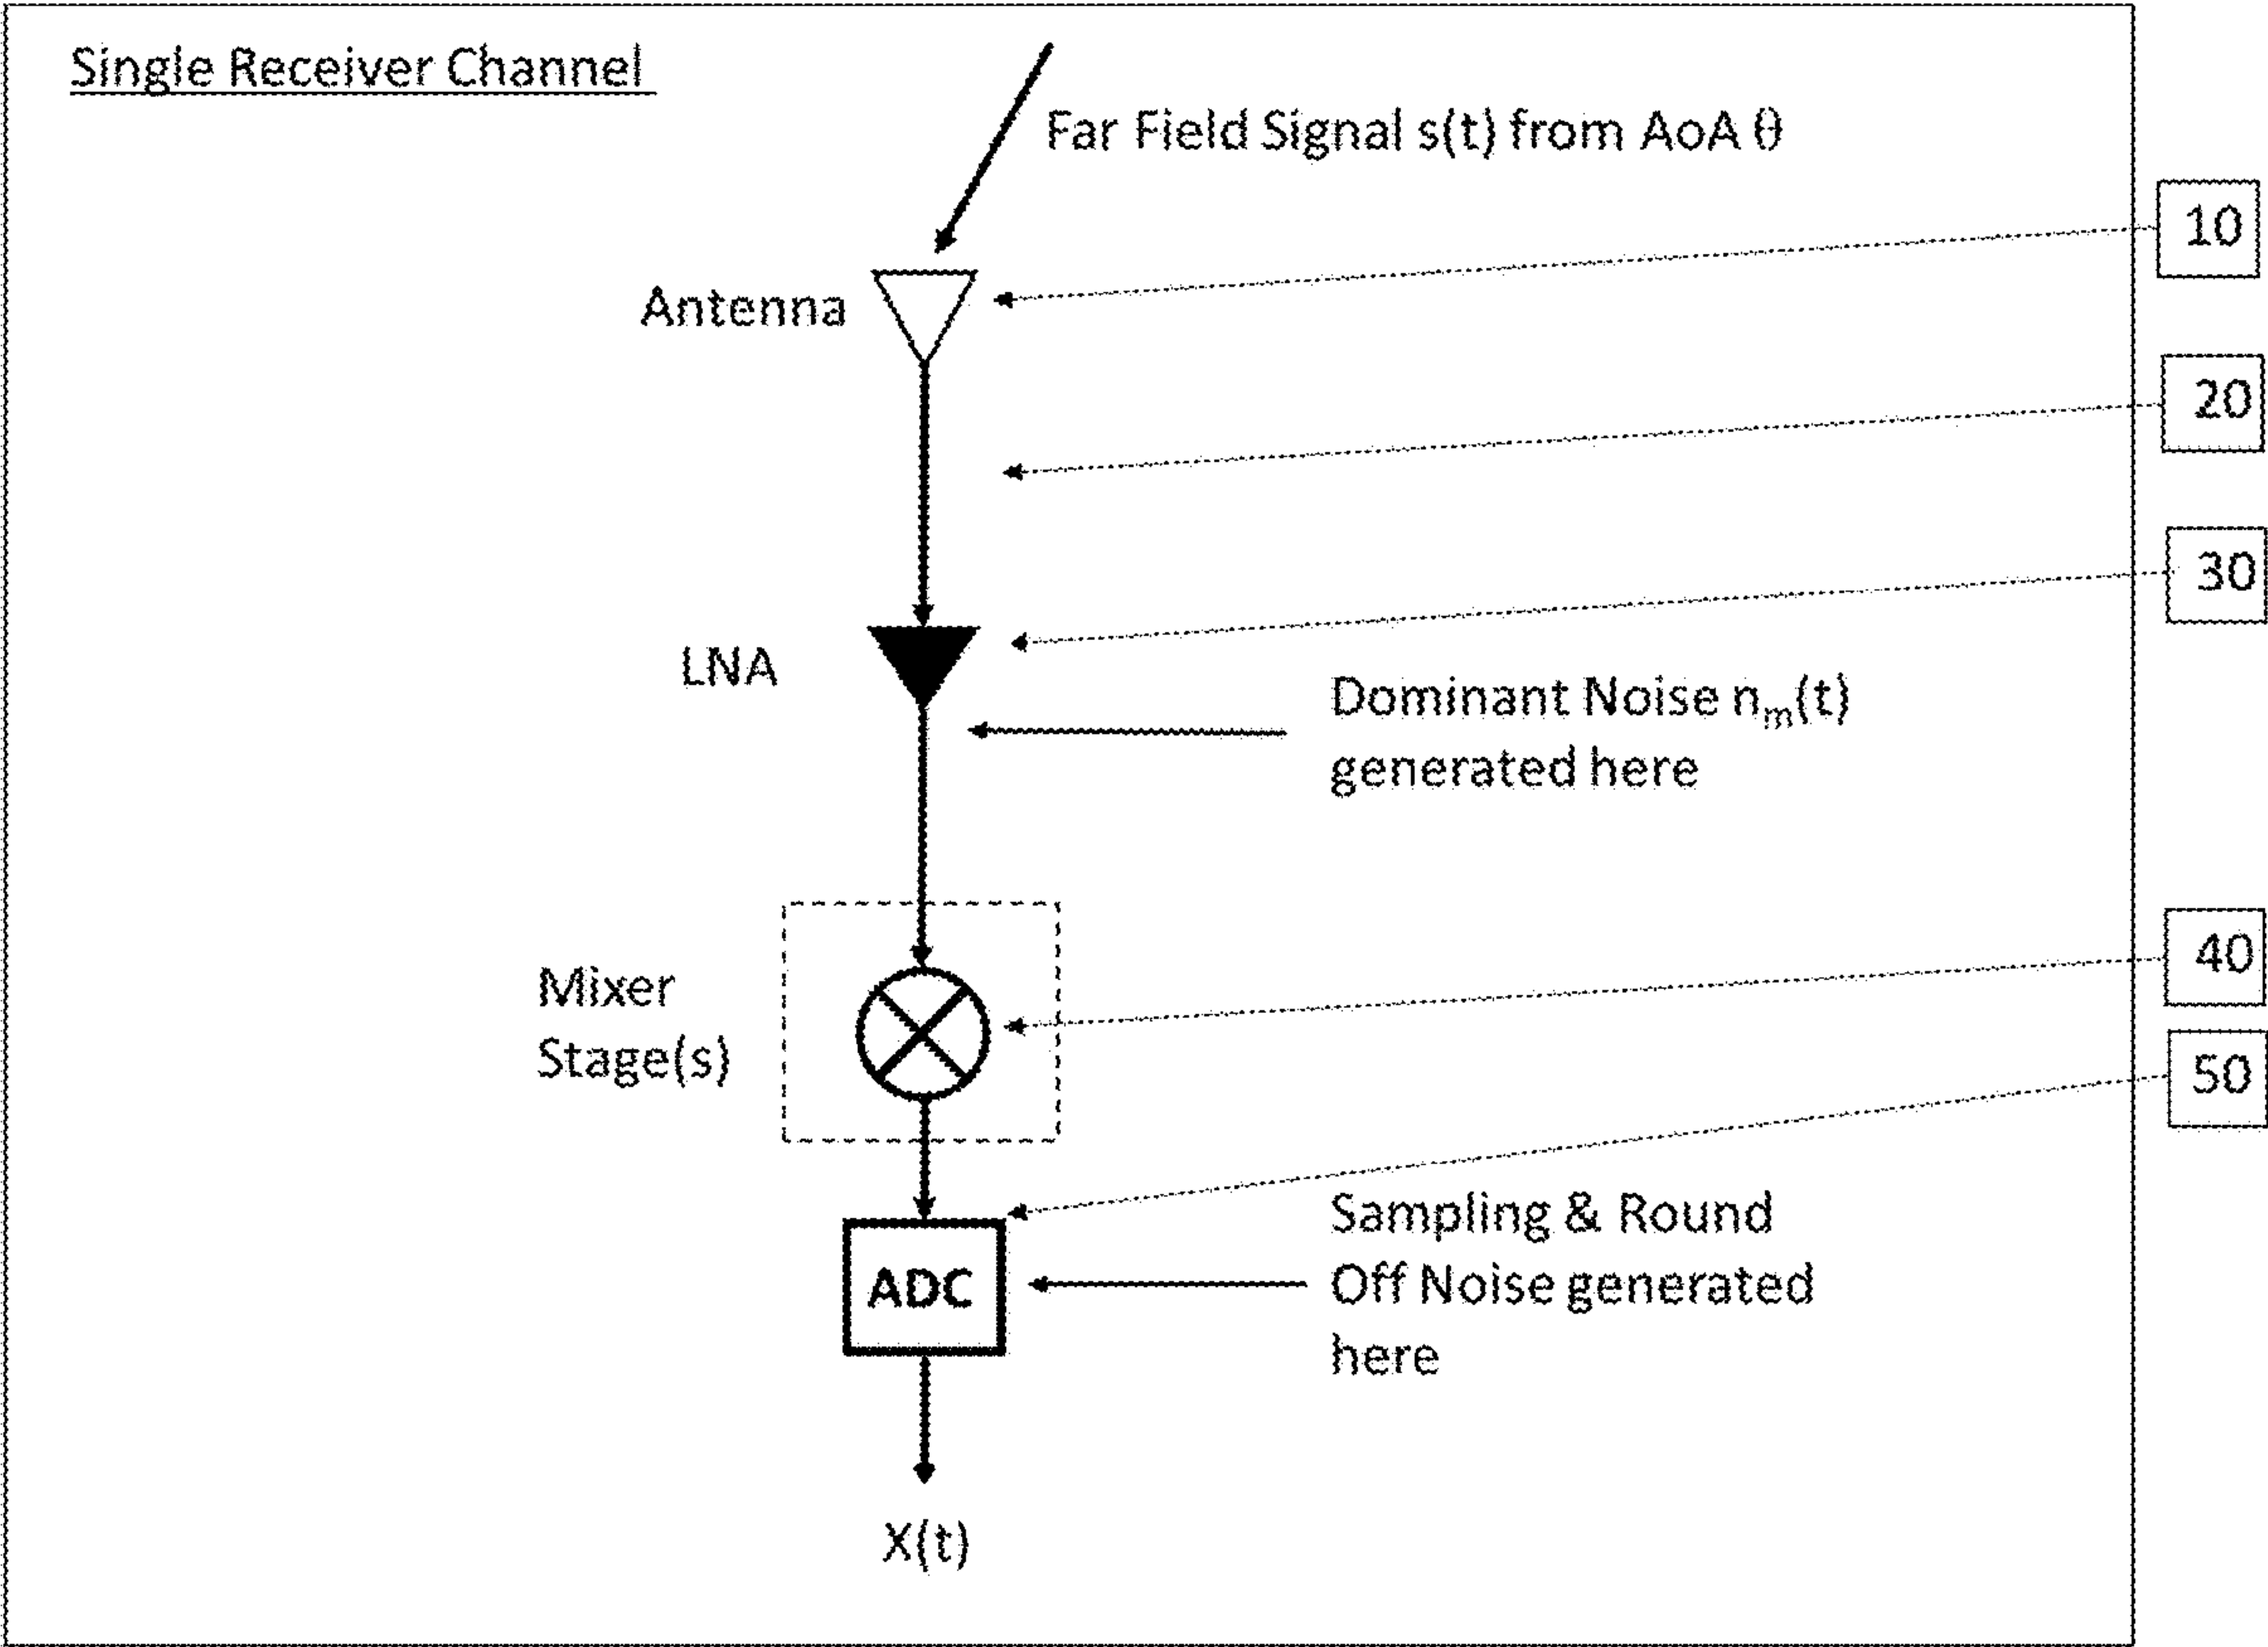 Single Receiver Channel
Far Field Signal s(t) from AoA θ
10
Antenna
20
30
LNA
Dominant Noise nₘ(t)
generated here
40
Mixer
Stage(s)
50
Sampling & Round
Off Noise generated
here
ADC
X(t)